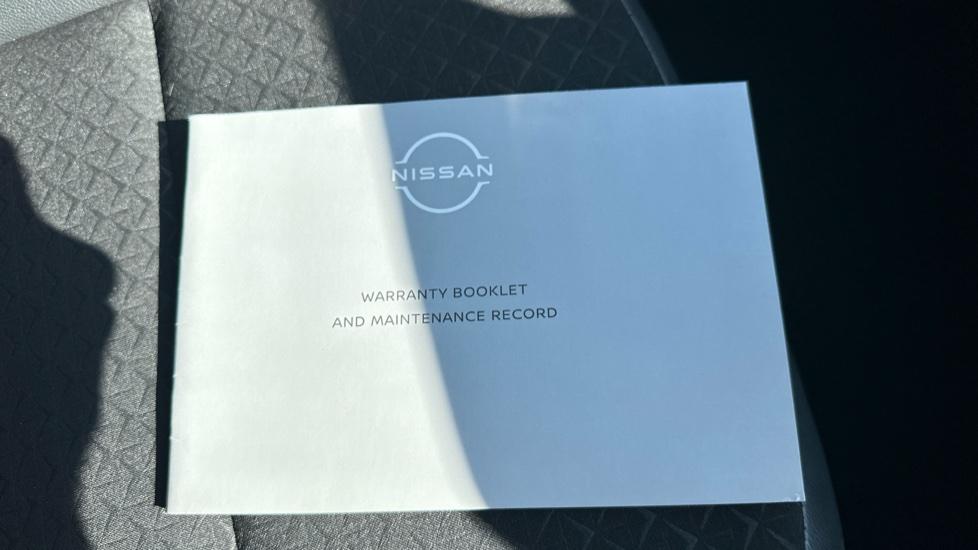 NISSAN
WARRANTY BOOKLET
AND MAINTENANCE RECORD